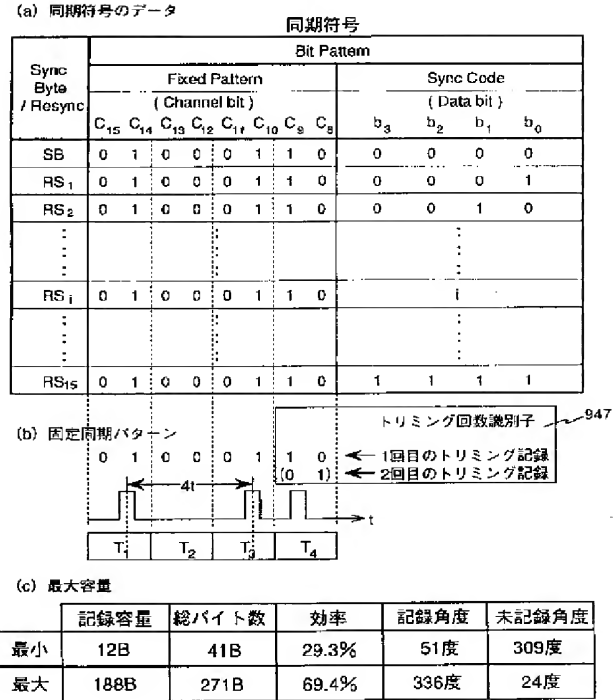 (a) 同期符号のデータ
同期符号
Sync Byte / Resync
Bit Pattern
Fixed Pattern
(Channel bit)
Sync Code
(Data bit)
C15 C14 C13 C12 C11 C10 C9 C8 b3 b2 b1 b0
SB 0 1 0 0 0 1 1 0 0 0 0 0
RS1 0 1 0 0 0 1 1 0 0 0 0 1
RS2 0 1 0 0 0 1 1 0 0 0 1 0
RSi 0 1 0 0 0 1 1 0 i
RS15 0 1 0 0 0 1 1 0 1 1 1 1
(b) 固定同期パターン
トリミング回数識別子 947
0 1 0 0 0 1 1 0 ← 1回目のトリミング記録
(0 1) ← 2回目のトリミング記録
4t
t
T1 T2 T3 T4
(c) 最大容量
記録容量 総バイト数 効率 記録角度 未記録角度
最小 12B 41B 29.3% 51度 309度
最大 188B 271B 69.4% 336度 24度